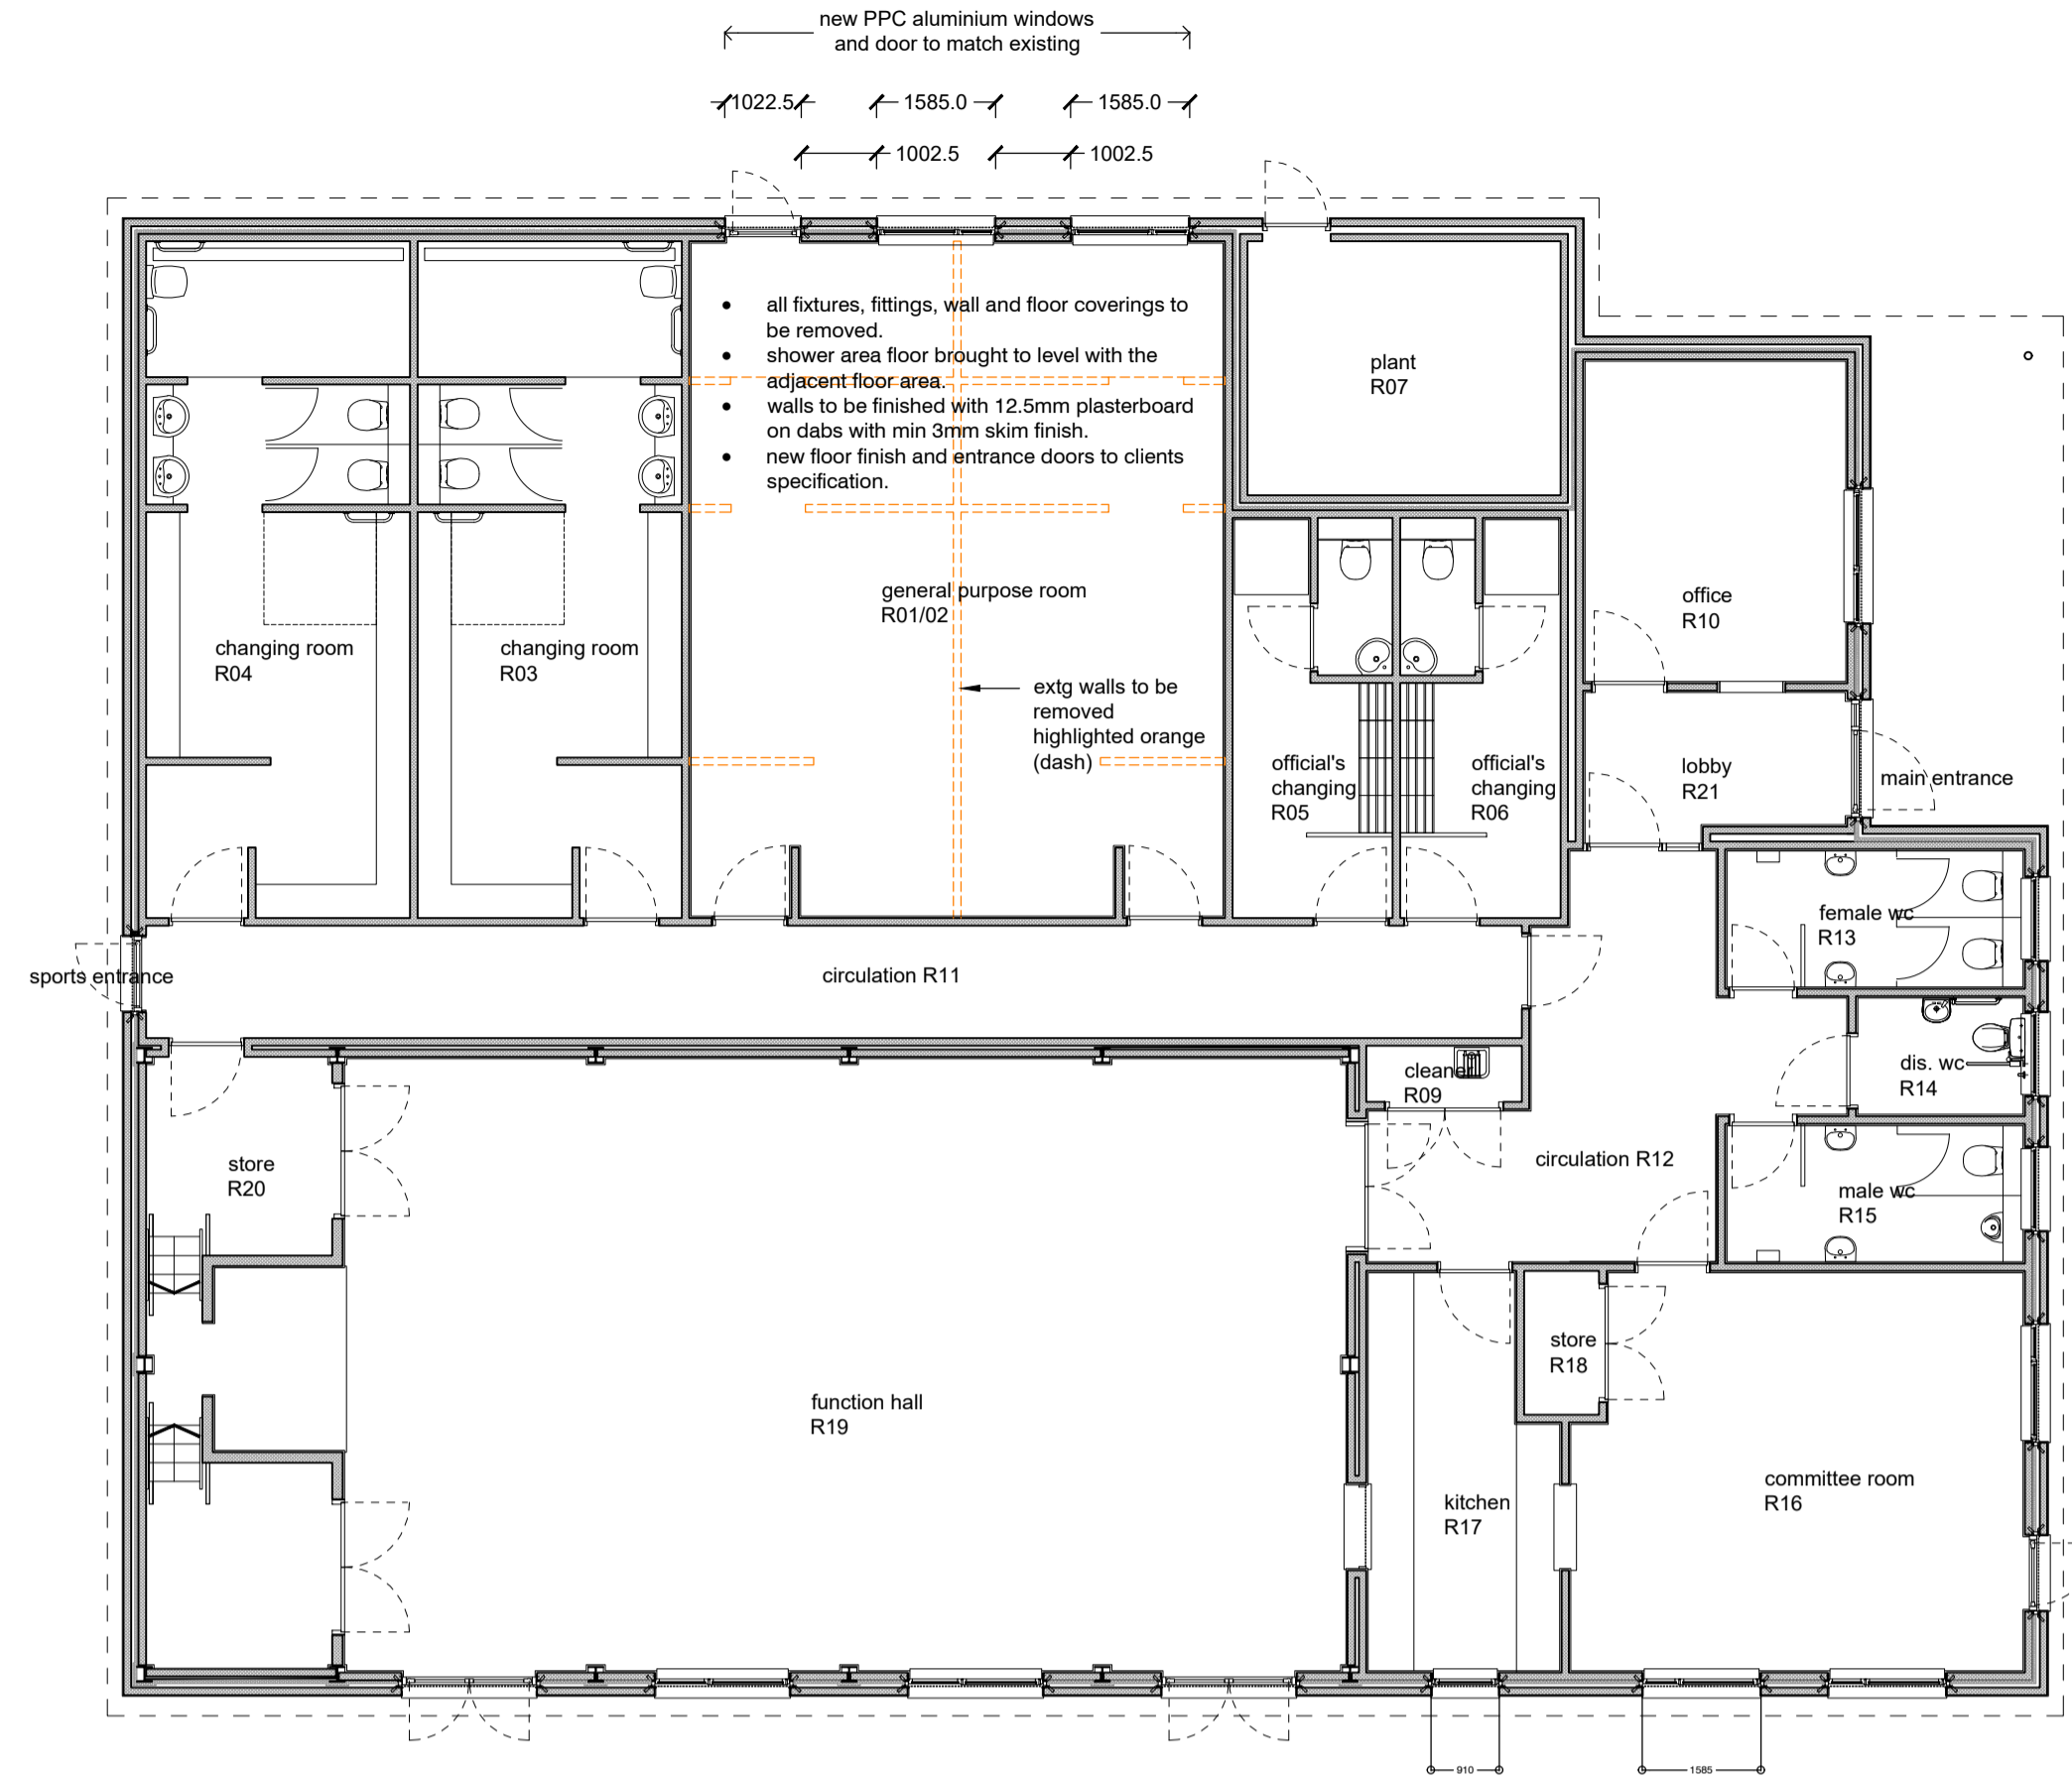 new PPC aluminium windows
and door to match existing
1022.5
1585.0
1585.0
1002.5
1002.5
• all fixtures, fittings, wall and floor coverings to
be removed.
• shower area floor brought to level with the
adjacent floor area.
• walls to be finished with 12.5mm plasterboard
on dabs with min 3mm skim finish.
• new floor finish and entrance doors to clients
specification.
plant
R07
general purpose room
R01/02
office
R10
changing room
R04
changing room
R03
extg walls to be
removed
highlighted orange
(dash)
official's
changing
R05
official's
changing
R06
lobby
R21
main entrance
female wc
R13
sports entrance
circulation R11
cleaner
R09
dis. wc
R14
store
R20
circulation R12
male wc
R15
store
R18
function hall
R19
committee room
R16
kitchen
R17
910
1585